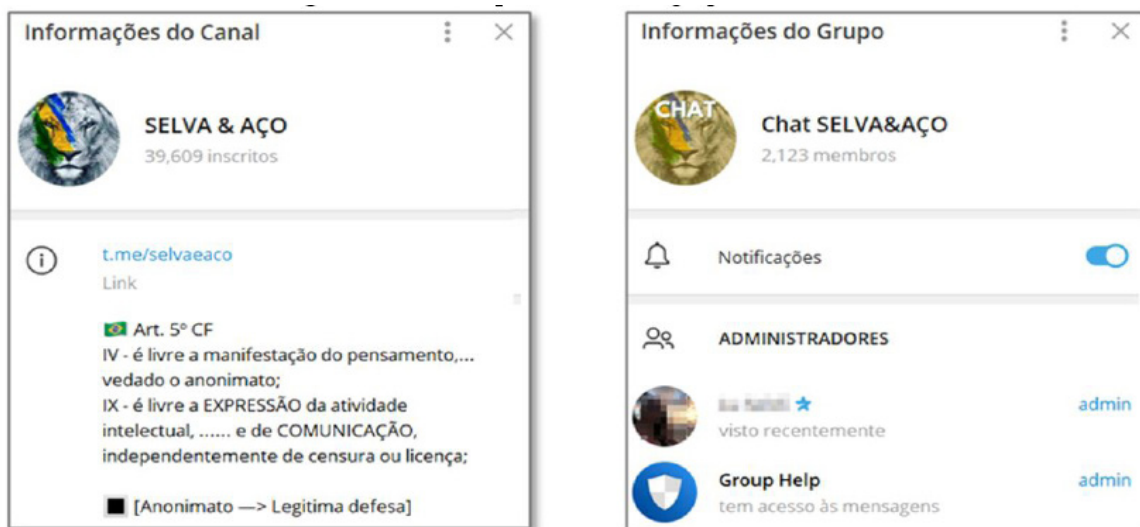 Informações do Canal
SELVA & AÇO
39,609 inscritos
t.me/selvaeaco
Link
🇧🇷 Art. 5º CF
IV - é livre a manifestação do pensamento,...
vedado o anonimato;
IX - é livre a EXPRESSÃO da atividade
intelectual, ...... e de COMUNICAÇÃO,
independentemente de censura ou licença;
[Anonimato —> Legitima defesa]
Informações do Grupo
CHAT
Chat SELVA&AÇO
2,123 membros
Notificações
ADMINISTRADORES
admin
visto recentemente
Group Help admin
tem acesso às mensagens